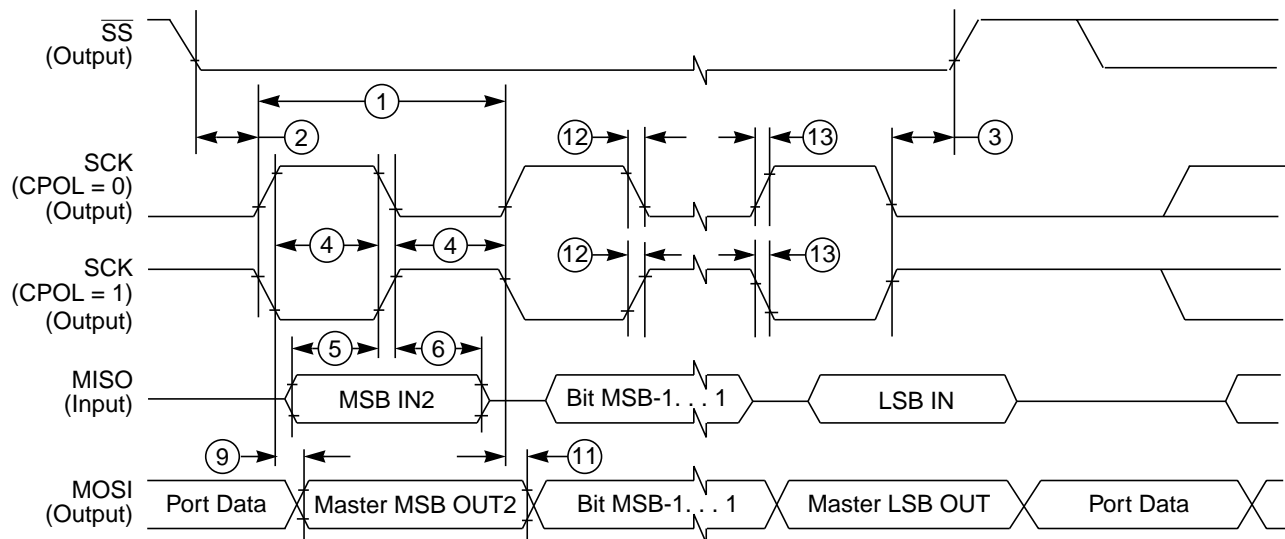 SS
(Output)
1
2
12
13
3
SCK
(CPOL = 0)
(Output)
4
4
SCK
(CPOL = 1)
(Output)
12
13
5
6
MISO
(Input)
MSB IN2
Bit MSB-1. . . 1
LSB IN
9
11
MOSI
(Output)
Port Data
Master MSB OUT2
Bit MSB-1. . . 1
Master LSB OUT
Port Data